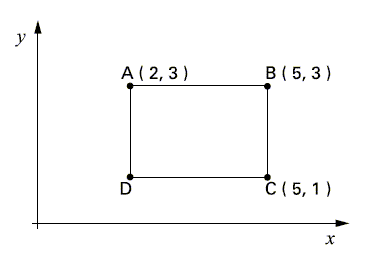 y
A ( 2, 3 ) B ( 5, 3 )
D C ( 5, 1 )
x